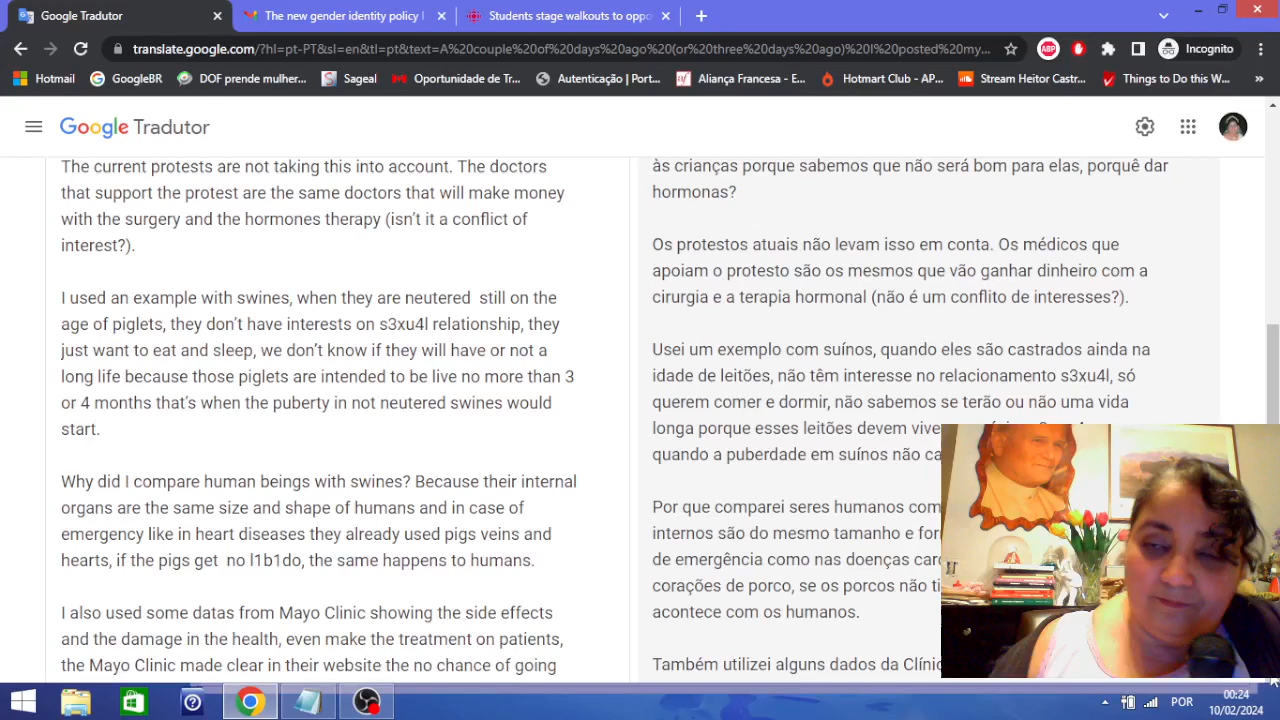 Google Tradutor
The new gender identity policy
Students stage walkouts to oppo
translate.google.com/?hl=pt-PT&sl=en&tl=pt&text=A%20couple%20of%20days%20ago%20(or%20three%20days%20ago)%20I%20posted%20my...
ABP
Incognito
Hotmail
GoogleBR
DOF prende mulher...
Sageal
Oportunidade de Tr...
Autenticação | Port...
Aliança Francesa - E...
Hotmart Club - AP...
Stream Heitor Castr...
Things to Do this W...
Google Tradutor
The current protests are not taking this into account. The doctors
that support the protest are the same doctors that will make money
with the surgery and the hormones therapy (isn't it a conflict of
interest?).
I used an example with swines, when they are neutered still on the
age of piglets, they don't have interests on s3xu4l relationship, they
just want to eat and sleep, we don't know if they will have or not a
long life because those piglets are intended to be live no more than 3
or 4 months that's when the puberty in not neutered swines would
start.
Why did I compare human beings with swines? Because their internal
organs are the same size and shape of humans and in case of
emergency like in heart diseases they already used pigs veins and
hearts, if the pigs get no l1b1do, the same happens to humans.
I also used some datas from Mayo Clinic showing the side effects
and the damage in the health, even make the treatment on patients,
the Mayo Clinic made clear in their website the no chance of going
às crianças porque sabemos que não será bom para elas, porquê dar
hormonas?
Os protestos atuais não levam isso em conta. Os médicos que
apoiam o protesto são os mesmos que vão ganhar dinheiro com a
cirurgia e a terapia hormonal (não é um conflito de interesses?).
Usei um exemplo com suínos, quando eles são castrados ainda na
idade de leitões, não têm interesse no relacionamento s3xu4l, só
querem comer e dormir, não sabemos se terão ou não uma vida
longa porque esses leitões devem vive
quando a puberdade em suínos não ca
Por que comparei seres humanos com
internos são do mesmo tamanho e for
de emergência como nas doenças card
corações de porco, se os porcos não ti
acontece com os humanos.
Também utilizei alguns dados da Clínic
POR
00:24
10/02/2024